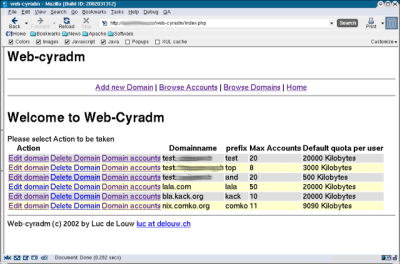 web-cyradm - Mozilla {Build ID: 2002031312}
File Edit View Search Go Bookmarks Tasks Help Debug QA
Back Forward Reload Stop http:// /web-cyradm/index.php Search Print
Home Bookmarks News Apache Software
Colors Images Javascript Java Popups XUL cache Customize
Web-cyradm
Add new Domain | Browse Accounts | Browse Domains | Home
Welcome to Web-Cyradm
Please select Action to be taken
Action Domainname prefix Max Accounts Default quota per user
Edit domain Delete Domain Domain accounts test. test 20 20000 Kilobytes
Edit domain Delete Domain Domain accounts test. top 8 3000 Kilobytes
Edit domain Delete Domain Domain accounts test. and 20 500 Kilobytes
Edit domain Delete Domain Domain accounts lala.com lala 50 20000 Kilobytes
Edit domain Delete Domain Domain accounts bla.kack.org kack 10 20000 Kilobytes
Edit domain Delete Domain Domain accounts nix.comko.org comko 11 9090 Kilobytes
Web-cyradm (c) 2002 by Luc de Louw luc at delouw.ch
Document: Done (0.292 secs)